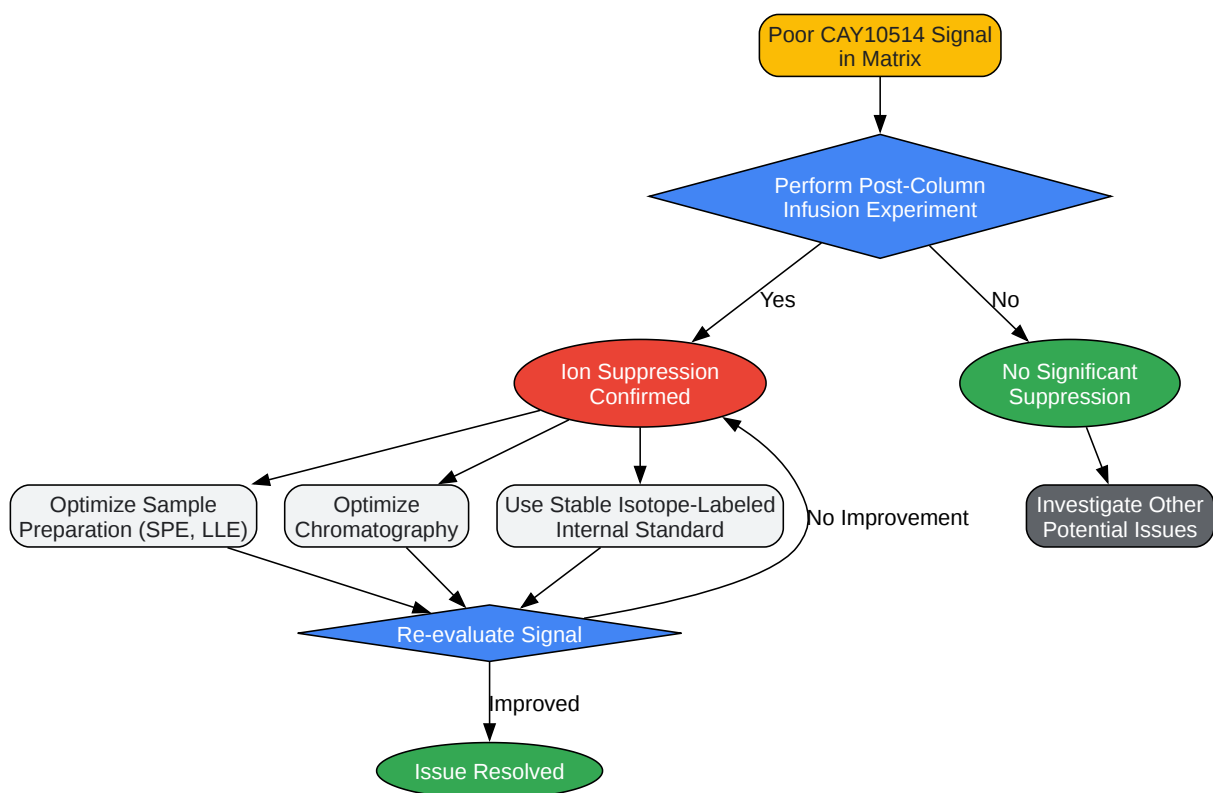 Poor CAY10514 Signal
in Matrix
Perform Post-Column
Infusion Experiment
Yes
No
Ion Suppression
Confirmed
No Significant
Suppression
Optimize Sample
Preparation (SPE, LLE)
Optimize
Chromatography
Use Stable Isotope-Labeled
Internal Standard
No Improvement
Investigate Other
Potential Issues
Re-evaluate Signal
Improved
Issue Resolved